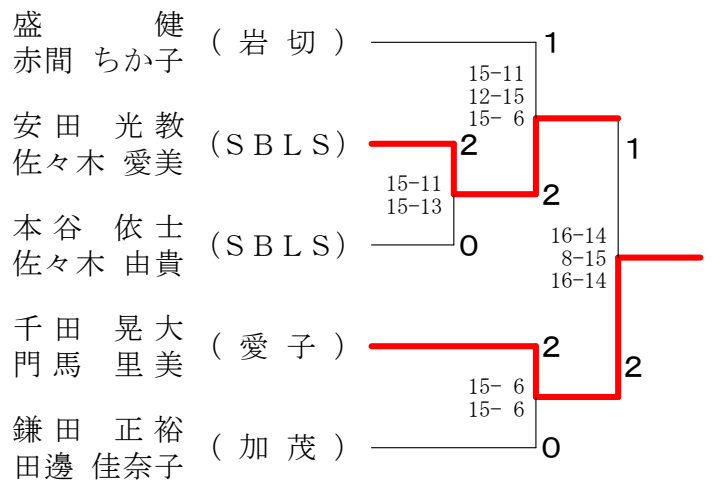 盛 健
赤間 ちか子
( 岩 切 )
1
15-11
12-15
15- 6
安田 光教
佐々木 愛美
(ＳＢＬＳ)
2
1
15-11
15-13
2
本谷 依士
佐々木 由貴
(ＳＢＬＳ)
0
16-14
8-15
16-14
千田 晃大
門馬 里美
( 愛 子 )
2
2
15- 6
15- 6
鎌田 正裕
田邊 佳奈子
( 加 茂 )
0